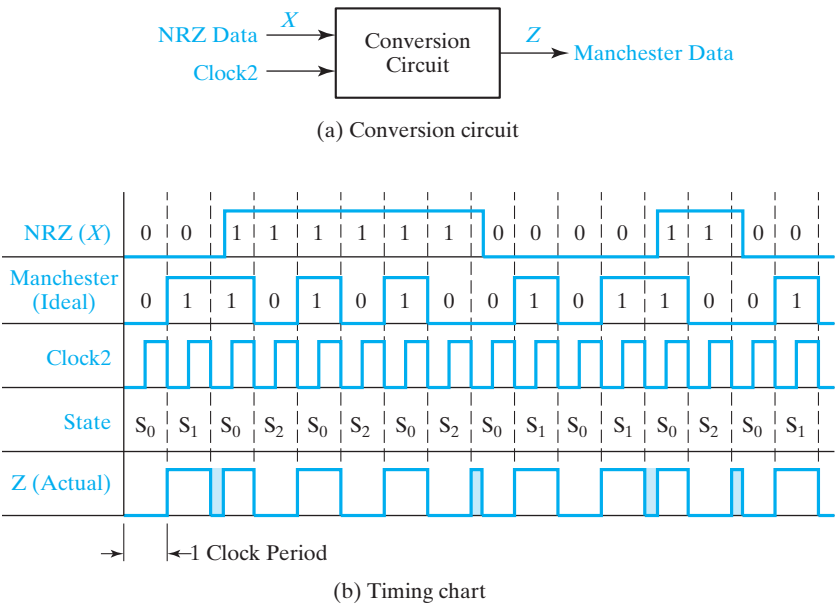 X
NRZ Data
Clock2
Conversion
Circuit
Z
Manchester Data
(a) Conversion circuit
NRZ (X) 0 0 1 1 1 1 1 1 0 0 0 0 1 1 0 0
Manchester
(Ideal) 0 1 1 0 1 0 1 0 0 1 0 1 1 0 0 1
Clock2
State S0 S1 S0 S2 S0 S2 S0 S2 S0 S1 S0 S1 S0 S2 S0 S1
Z (Actual)
1 Clock Period
(b) Timing chart